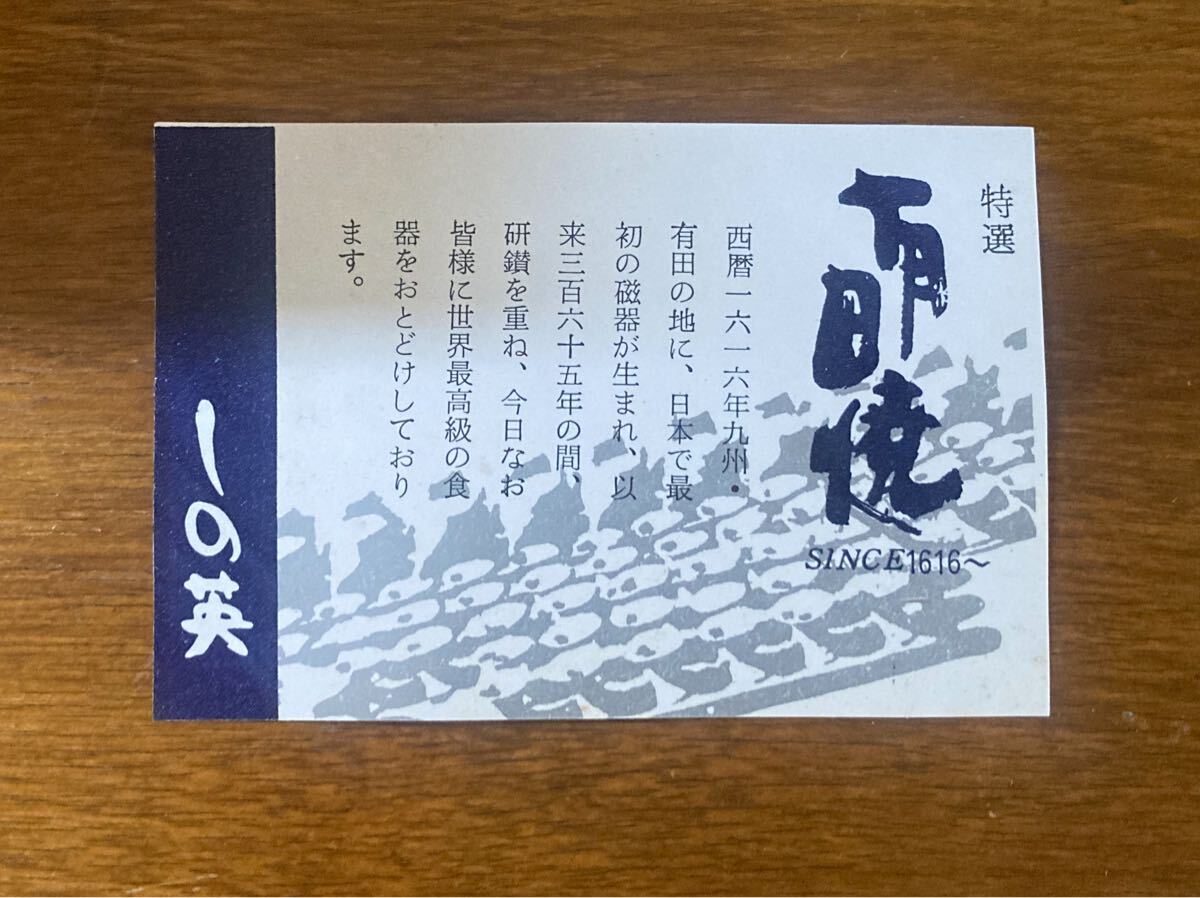 特選
有田焼
SINCE1616～
西暦一六一六年九州・
有田の地に、日本で最
初の磁器が生まれ、以
来三百六十五年の間、
研鑚を重ね、今日なお
皆様に世界最高級の食
器をおとどけしており
ます。
しの英